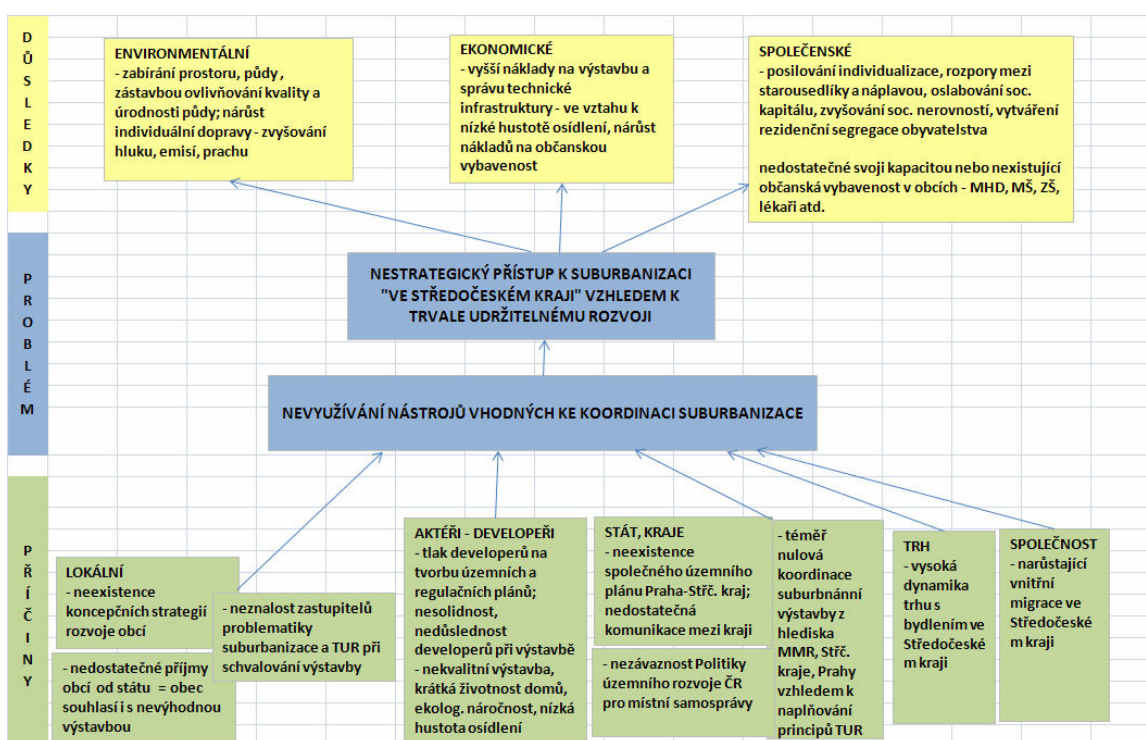 DŮSLEDKY
ENVIRONMENTÁLNÍ
- zabírání prostoru, půdy ,
zástavbou ovlivňování kvality a
úrodnosti půdy; nárůst
individuální dopravy - zvyšování
hluku, emisí, prachu
EKONOMICKÉ
- vyšší náklady na výstavbu a
správu technické
infrastruktury - ve vztahu k
nízké hustotě osídlení, nárůst
nákladů na občanskou
vybavenost
SPOLEČENSKÉ
- posilování individualizace, rozpory mezi
starousedlíky a náplavou, oslabování soc.
kapitálu, zvyšování soc. nerovností, vytváření
rezidenční segregace obyvatelstva
nedostatečné svoji kapacitou nebo nexistující
občanská vybavenost v obcích - MHD, MŠ, ZŠ,
lékaři atd.
PROBLÉM
NESTRATEGICKÝ PŘÍSTUP K SUBURBANIZACI
"VE STŘEDOČESKÉM KRAJI" VZHLEDEM K
TRVALE UDRŽITELNÉMU ROZVOJI
NEVYUŽÍVÁNÍ NÁSTROJŮ VHODNÝCH KE KOORDINACI SUBURBANIZACE
PŘÍČINY
LOKÁLNÍ
- neexistence
koncepčních strategií
rozvoje obcí
- nedostatečné příjmy
obcí od státu = obec
souhlasí i s nevýhodnou
výstavbou
- neznalost zastupitelů
problematiky
suburbanizace a TUR při
schvalování výstavby
AKTÉŘI - DEVELOPEŘI
- tlak developerů na
tvorbu územních a
regulačních plánů;
nesolidnost,
nedůslednost
developerů při výstavbě
- nekvalitní výstavba,
krátká životnost domů,
ekolog. náročnost, nízká
hustota osídlení
STÁT, KRAJE
- neexistence
společného územního
plánu Praha-Střč. kraj;
nedostatečná
komunikace mezi kraji
- nezávaznost Politiky
územního rozvoje ČR
pro místní samosprávy
- téměř
nulová
koordinace
suburbnánní
výstavby z
hlediska
MMR, Střč.
kraje, Prahy
vzhledem k
naplňování
principů TUR
TRH
- vysoká
dynamika
trhu s
bydlením ve
Středočeské
m kraji
SPOLEČNOST
- narůstající
vnitřní
migrace ve
Středočeské
m kraji